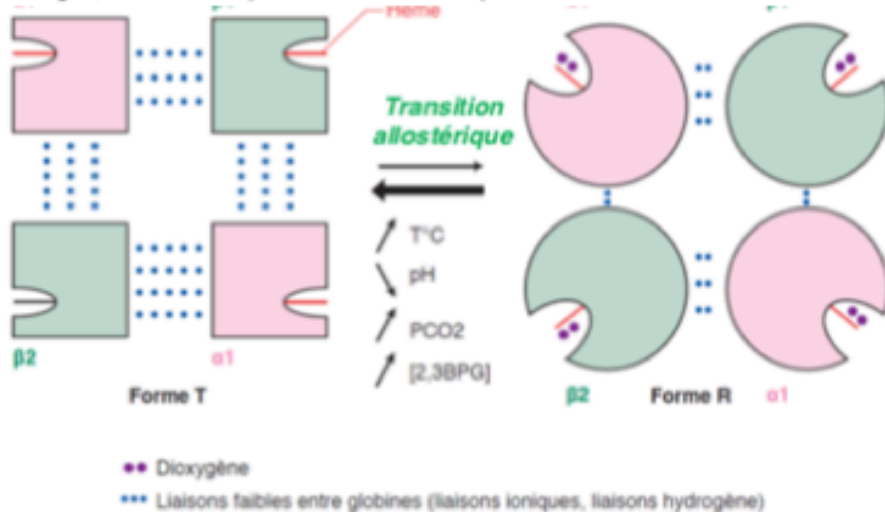 Hème
Transition
allostérique
T°C
pH
PCO2
[2,3BPG]
β2
α1
β2
α1
Forme T
Forme R
Dioxygène
Liaisons faibles entre globines (liaisons ioniques, liaisons hydrogène)